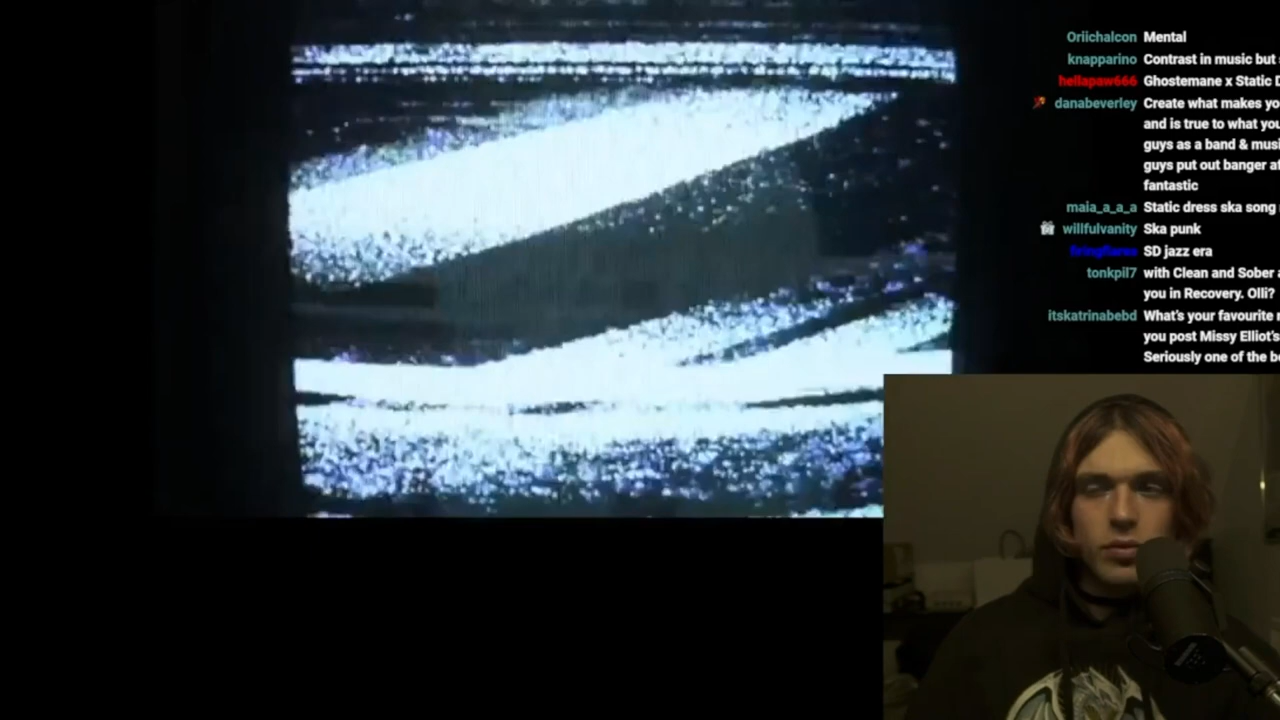 Oriichalcon Mental
knapparino Contrast in music but
hellapaw666 Ghostemane x Static D
danabeverley Create what makes yo
and is true to what you
guys as a band & musi
guys put out banger af
fantastic
maia_a_a_a Static dress ska song
willfulvanity Ska punk
SD jazz era
tonkpil7 with Clean and Sober a
you in Recovery. Olli?
itskatrinabebd What's your favourite
you post Missy Elliot's
Seriously one of the be